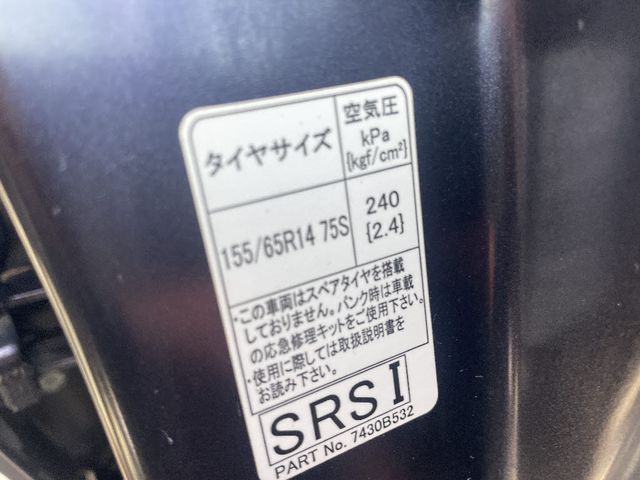 タイヤサイズ
空気圧
kPa
{kgf/cm²}
155/65R14 75S
240
{2.4}
・この車両はスペアタイヤを搭載
しておりません。パンク時は車載
の応急修理キットをご使用下さい。
・使用に際しては取扱説明書を
お読み下さい。
SRS I
PART No. 7430B532